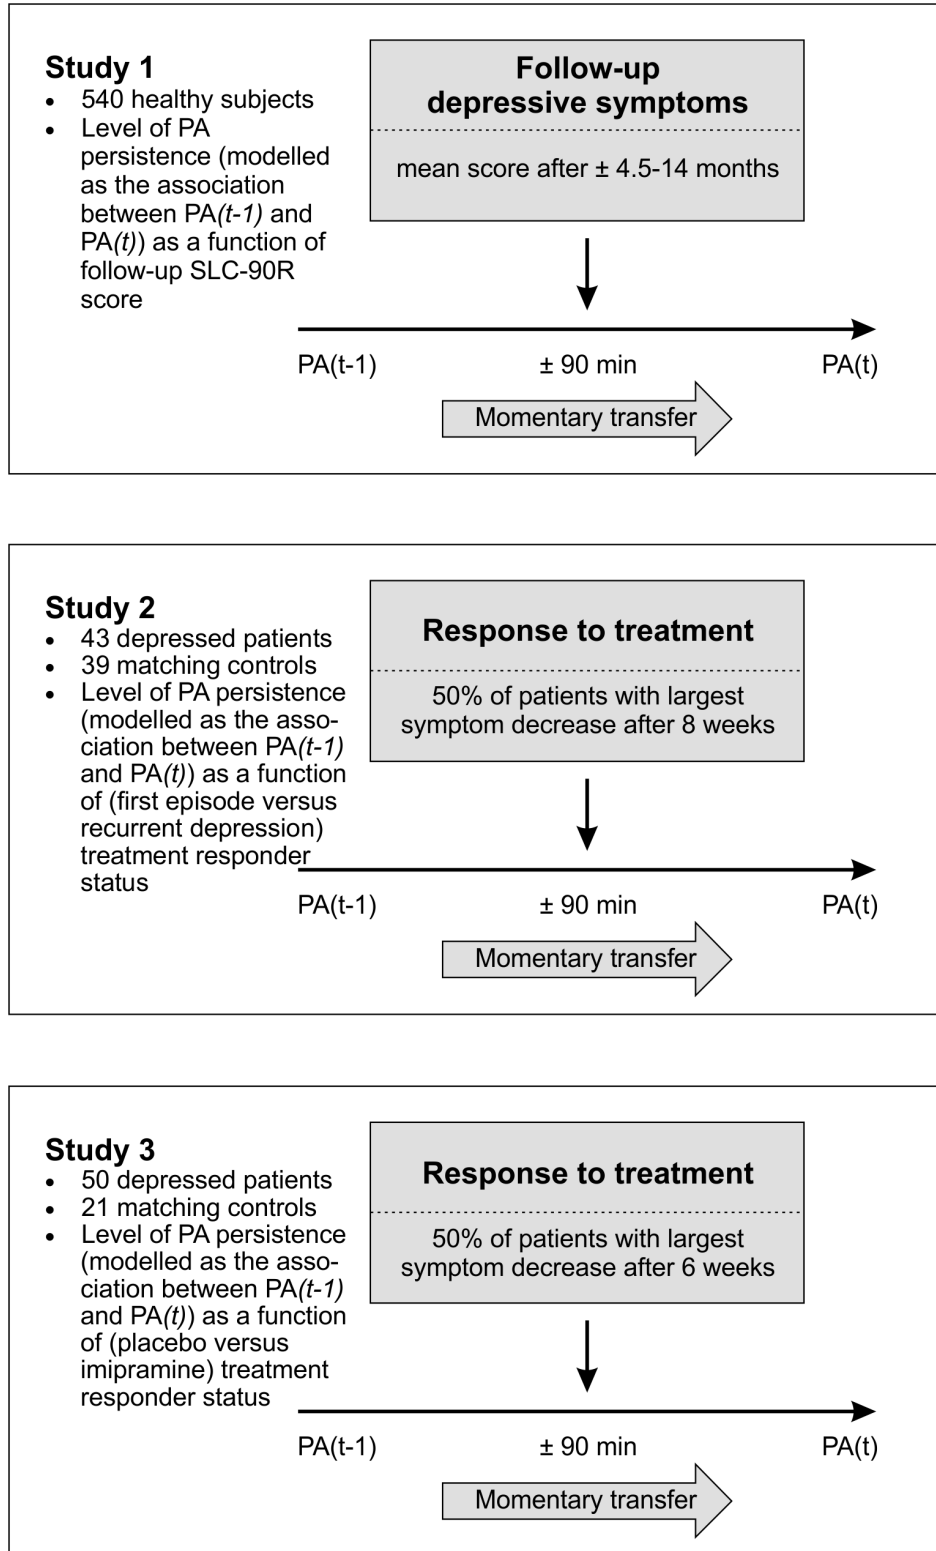 Study 1
• 540 healthy subjects
• Level of PA
persistence (modelled
as the association
between PA(t-1) and
PA(t)) as a function of
follow-up SLC-90R
score
Follow-up
depressive symptoms
mean score after ± 4.5-14 months
PA(t-1) ± 90 min PA(t)
Momentary transfer
Study 2
• 43 depressed patients
• 39 matching controls
• Level of PA persistence
(modelled as the asso-
ciation between PA(t-1)
and PA(t)) as a function
of (first episode versus
recurrent depression)
treatment responder
status
Response to treatment
50% of patients with largest
symptom decrease after 8 weeks
PA(t-1) ± 90 min PA(t)
Momentary transfer
Study 3
• 50 depressed patients
• 21 matching controls
• Level of PA persistence
(modelled as the asso-
ciation between PA(t-1)
and PA(t)) as a function
of (placebo versus
imipramine) treatment
responder status
Response to treatment
50% of patients with largest
symptom decrease after 6 weeks
PA(t-1) ± 90 min PA(t)
Momentary transfer